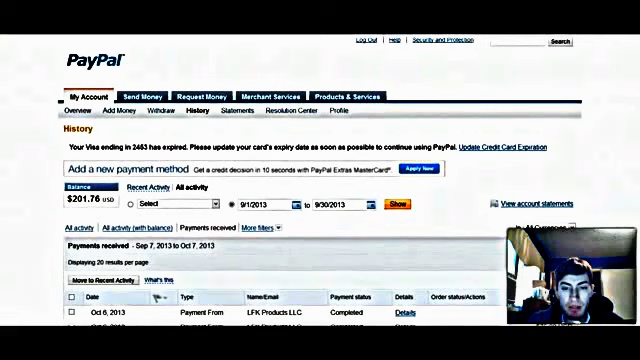 Log Out | Help | Security and Protection Search
PayPal
My Account Send Money Request Money Merchant Services Products & Services
Overview Add Money Withdraw History Statements Resolution Center Profile
History
Your Visa ending in 2463 has expired. Please update your card's expiry date as soon as possible to continue using PayPal. Update Credit Card Expiration
Add a new payment method Get a credit decision in 10 seconds with PayPal Extras MasterCard®. Apply Now
Balance
$201.76 USD
Recent Activity | All activity
Select 9/1/2013 to 9/30/2013 Show View account statements
All activity All activity (with balance) Payments received More filters
Payments received - Sep 7, 2013 to Oct 7, 2013
Displaying 20 results per page
Move to Recent Activity What's this
Date Type Name/Email Payment status Details Order status/Actions
Oct 6, 2013 Payment From LFK Products LLC Completed Details